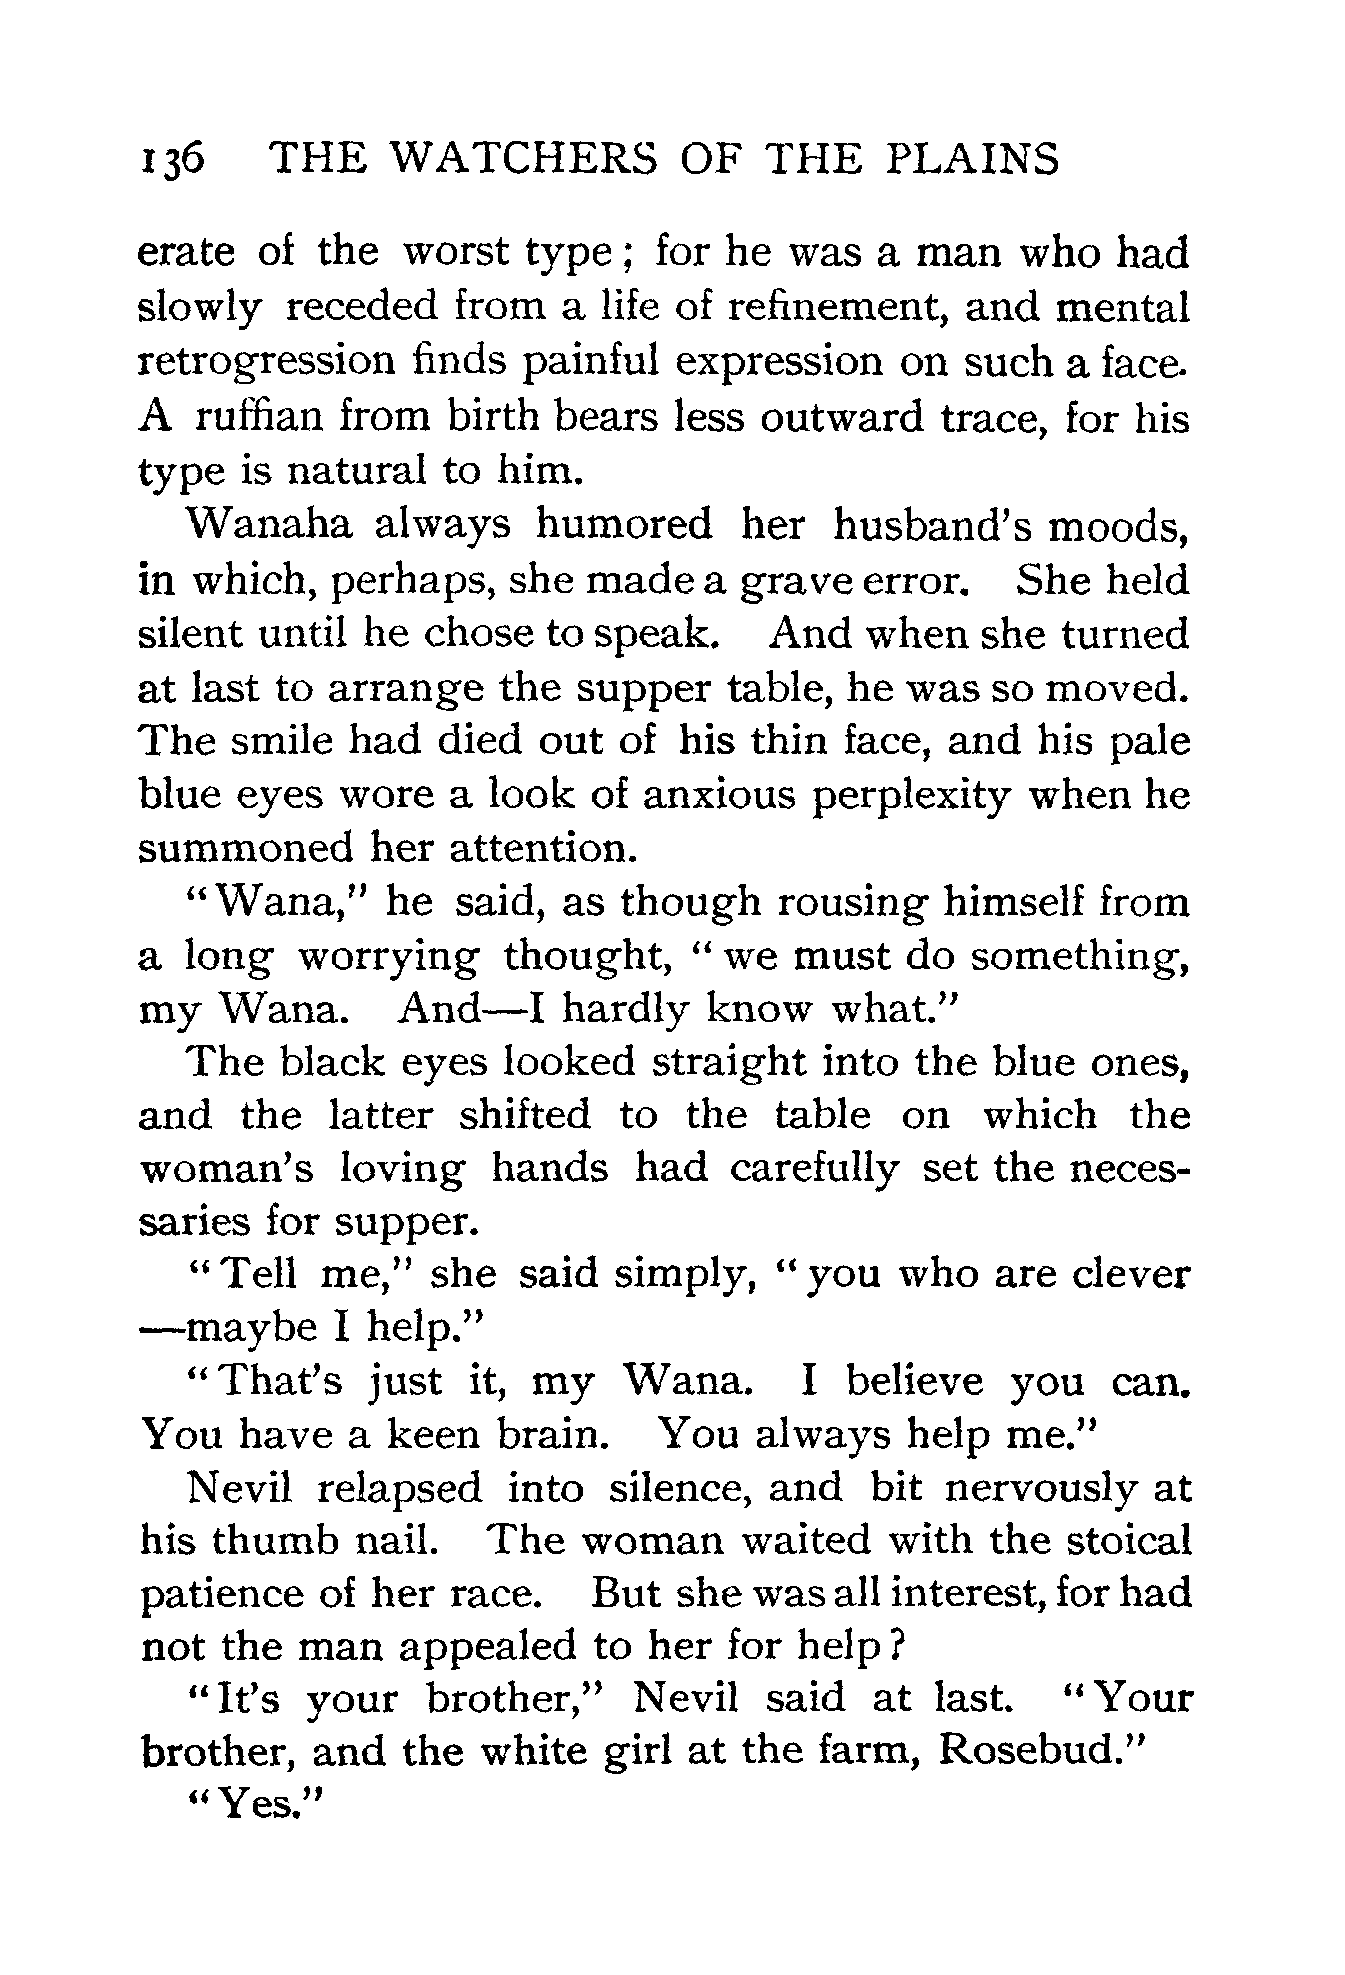 136 THE WATCHERS OF THE PLAINS
erate of the worst type; for he was a man who had
slowly receded from a life of refinement, and mental
retrogression finds painful expression on such a face.
A ruffian from birth bears less outward trace, for his
type is natural to him.
Wanaha always humored her husband's moods,
in which, perhaps, she made a grave error. She held
silent until he chose to speak. And when she turned
at last to arrange the supper table, he was so moved.
The smile had died out of his thin face, and his pale
blue eyes wore a look of anxious perplexity when he
summoned her attention.
"Wana," he said, as though rousing himself from
a long worrying thought, "we must do something,
my Wana. And—I hardly know what."
The black eyes looked straight into the blue ones,
and the latter shifted to the table on which the
woman's loving hands had carefully set the neces-
saries for supper.
"Tell me," she said simply, "you who are clever
—maybe I help."
"That's just it, my Wana. I believe you can.
You have a keen brain. You always help me."
Nevil relapsed into silence, and bit nervously at
his thumb nail. The woman waited with the stoical
patience of her race. But she was all interest, for had
not the man appealed to her for help?
"It's your brother," Nevil said at last. "Your
brother, and the white girl at the farm, Rosebud."
"Yes."